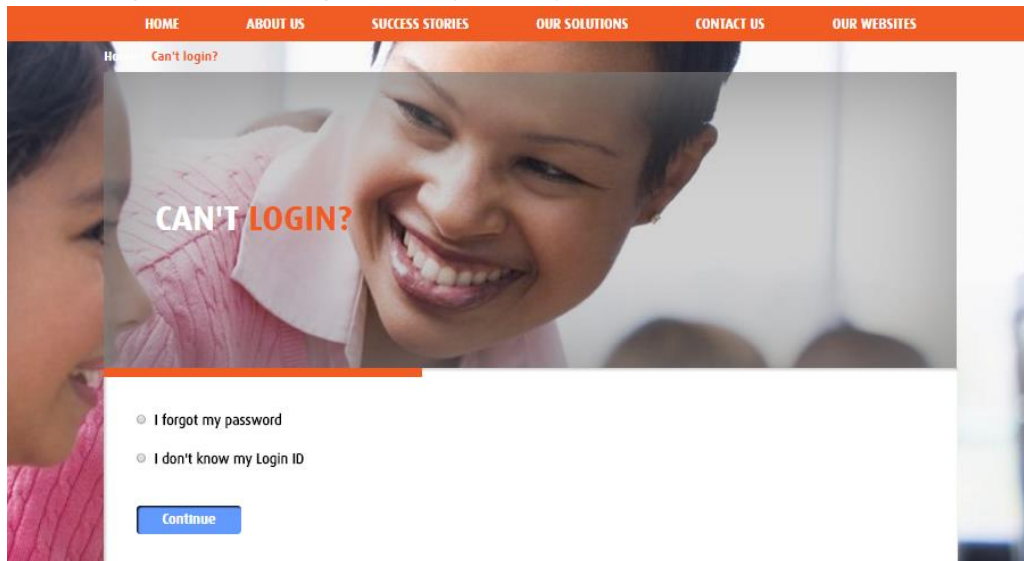 HOME ABOUT US SUCCESS STORIES OUR SOLUTIONS CONTACT US OUR WEBSITES
Can't login?
CAN'T LOGIN?
I forgot my password
I don't know my Login ID
Continue